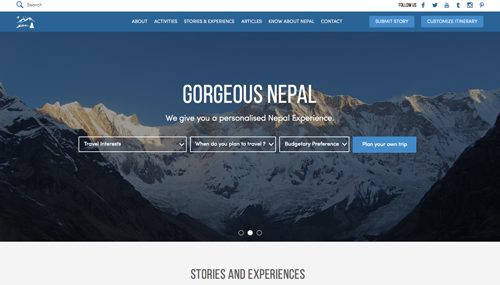 Search
FOLLOW US
ABOUT ACTIVITIES STORIES & EXPERIENCE ARTICLES KNOW ABOUT NEPAL CONTACT
SUBMIT STORY CUSTOMIZE ITINERARY
GORGEOUS NEPAL
We give you a personalised Nepal Experience.
Travel Interests When do you plan to travel ? Budgetary Preference Plan your own trip
STORIES AND EXPERIENCES